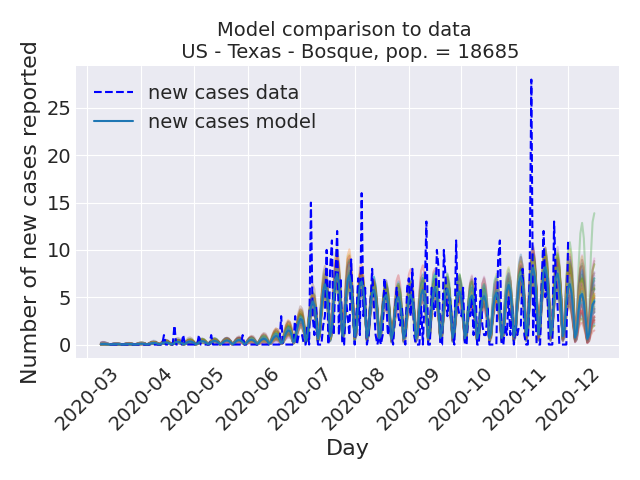 Model comparison to data
US - Texas - Bosque, pop. = 18685
Number of new cases reported
25
20
15
10
5
0
new cases data
new cases model
2020-03
2020-04
2020-05
2020-06
2020-07
2020-08
2020-09
2020-10
2020-11
2020-12
Day